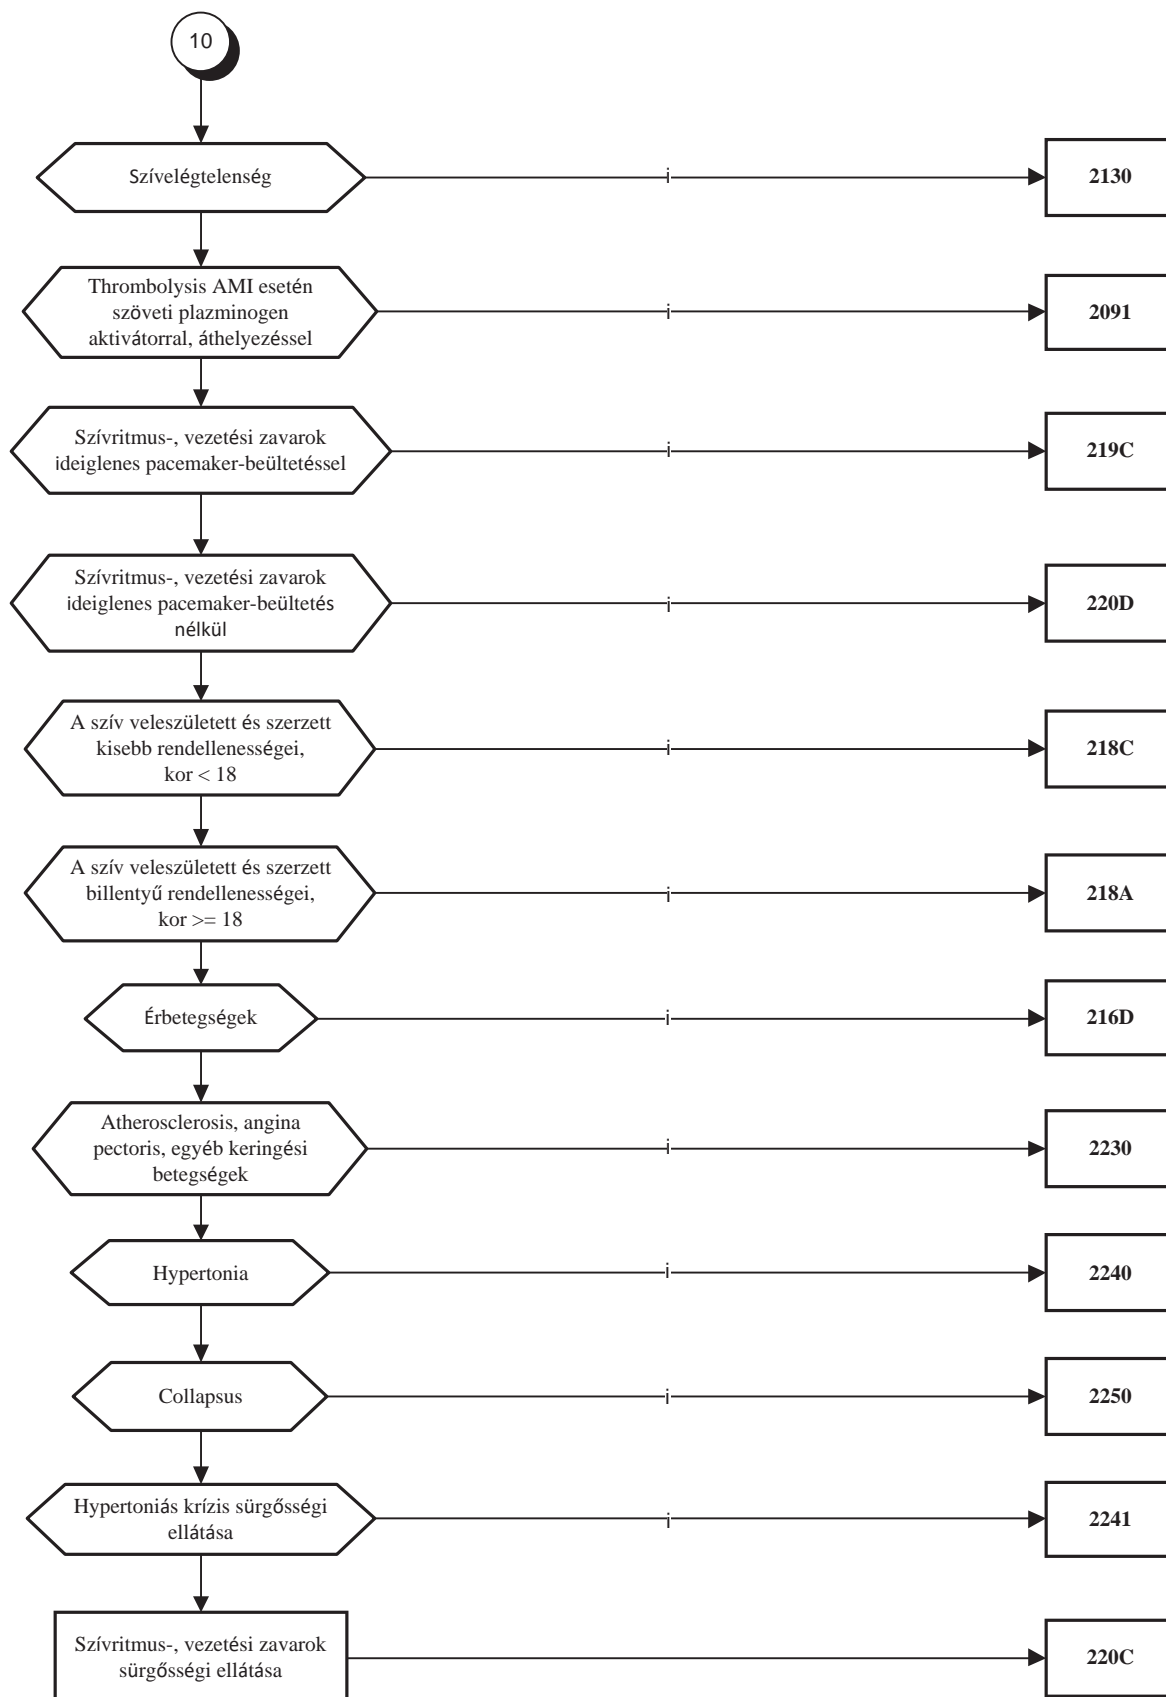 10
Szívelégtelenség
i
2130
Thrombolysis AMI esetén
szöveti plazminogen
aktivátorral, áthelyezéssel
i
2091
Szívritmus-, vezetési zavarok
ideiglenes pacemaker-beültetéssel
i
219C
Szívritmus-, vezetési zavarok
ideiglenes pacemaker-beültetés
nélkül
i
220D
A szív veleszületett és szerzett
kisebb rendellenességei,
kor < 18
i
218C
A szív veleszületett és szerzett
billentyű rendellenességei,
kor >= 18
i
218A
Érbetegségek
i
216D
Atherosclerosis, angina
pectoris, egyéb keringési
betegségek
i
2230
Hypertonia
i
2240
Collapsus
i
2250
Hypertoniás krízis sürgősségi
ellátása
i
2241
Szívritmus-, vezetési zavarok
sürgősségi ellátása
220C